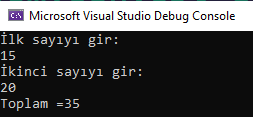 Microsoft Visual Studio Debug Console
İlk sayıyı gir:
15
İkinci sayıyı gir:
20
Toplam =35